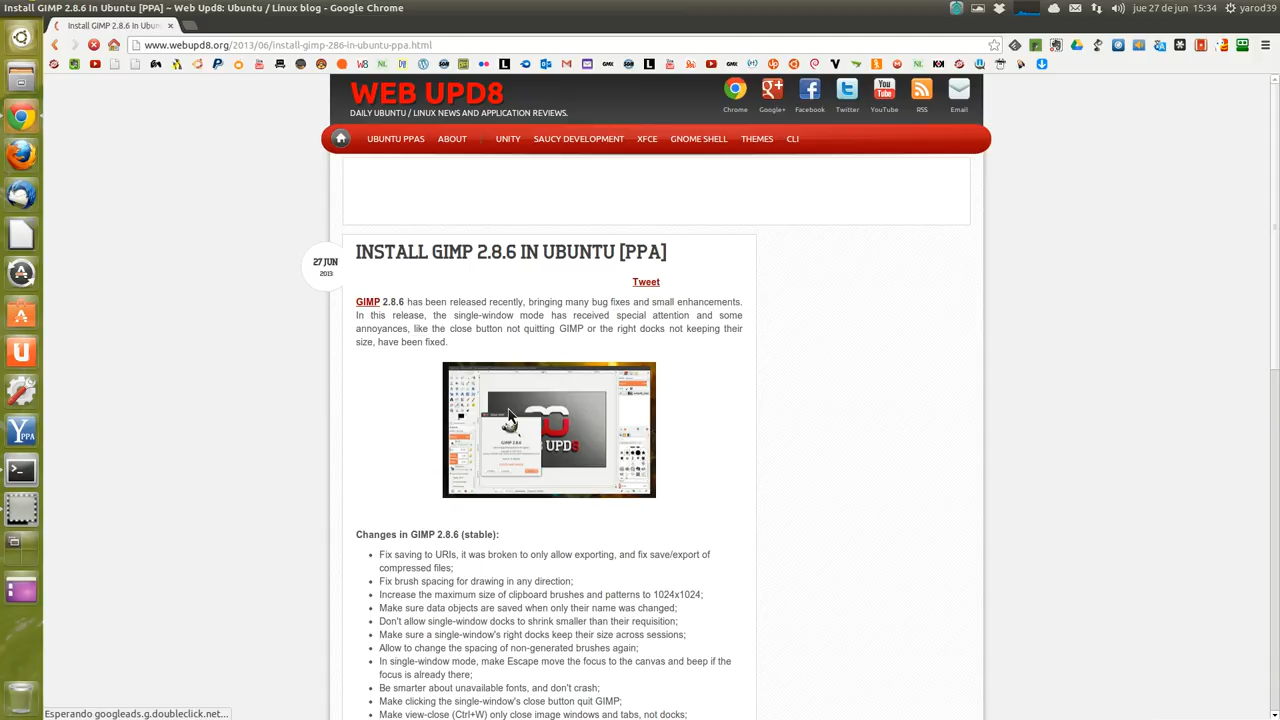 Install GIMP 2.8.6 In Ubuntu [PPA] ~ Web Upd8: Ubuntu / Linux blog - Google Chrome
jue 27 de jun 15:34
yarod39
Install GIMP 2.8.6 In Ubun
www.webupd8.org/2013/06/install-gimp-286-in-ubuntu-ppa.html
WEB UPD8
DAILY UBUNTU / LINUX NEWS AND APPLICATION REVIEWS.
Chrome
Google+
Facebook
Twitter
YouTube
RSS
Email
UBUNTU PPAS
ABOUT
UNITY
SAUCY DEVELOPMENT
XFCE
GNOME SHELL
THEMES
CLI
27 JUN
2013
INSTALL GIMP 2.8.6 IN UBUNTU [PPA]
Tweet
GIMP 2.8.6 has been released recently, bringing many bug fixes and small enhancements.
In this release, the single-window mode has received special attention and some
annoyances, like the close button not quitting GIMP or the right docks not keeping their
size, have been fixed.
Changes in GIMP 2.8.6 (stable):
Fix saving to URIs, it was broken to only allow exporting, and fix save/export of
compressed files;
Fix brush spacing for drawing in any direction;
Increase the maximum size of clipboard brushes and patterns to 1024x1024;
Make sure data objects are saved when only their name was changed;
Don't allow single-window docks to shrink smaller than their requisition;
Make sure a single-window's right docks keep their size across sessions;
Allow to change the spacing of non-generated brushes again;
In single-window mode, make Escape move the focus to the canvas and beep if the
focus is already there;
Be smarter about unavailable fonts, and don't crash;
Make clicking the single-window's close button quit GIMP;
Make view-close (Ctrl+W) only close image windows and tabs, not docks;
Esperando googleads.g.doubleclick.net...